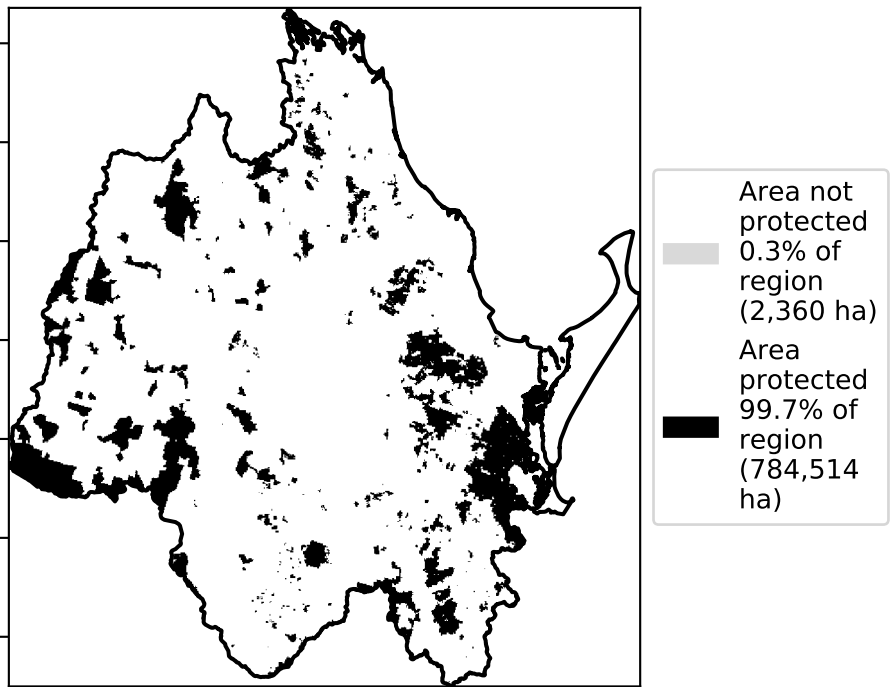 Area not
protected
0.3% of
region
(2,360 ha)
Area
protected
99.7% of
region
(784,514
ha)